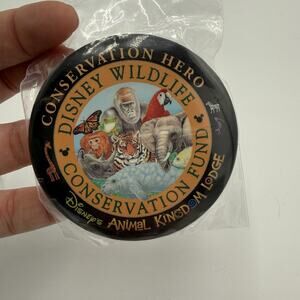 CONSERVATION HERO
DISNEY WILDLIFE
CONSERVATION FUND
DISNEY'S ANIMAL KINGDOM LODGE